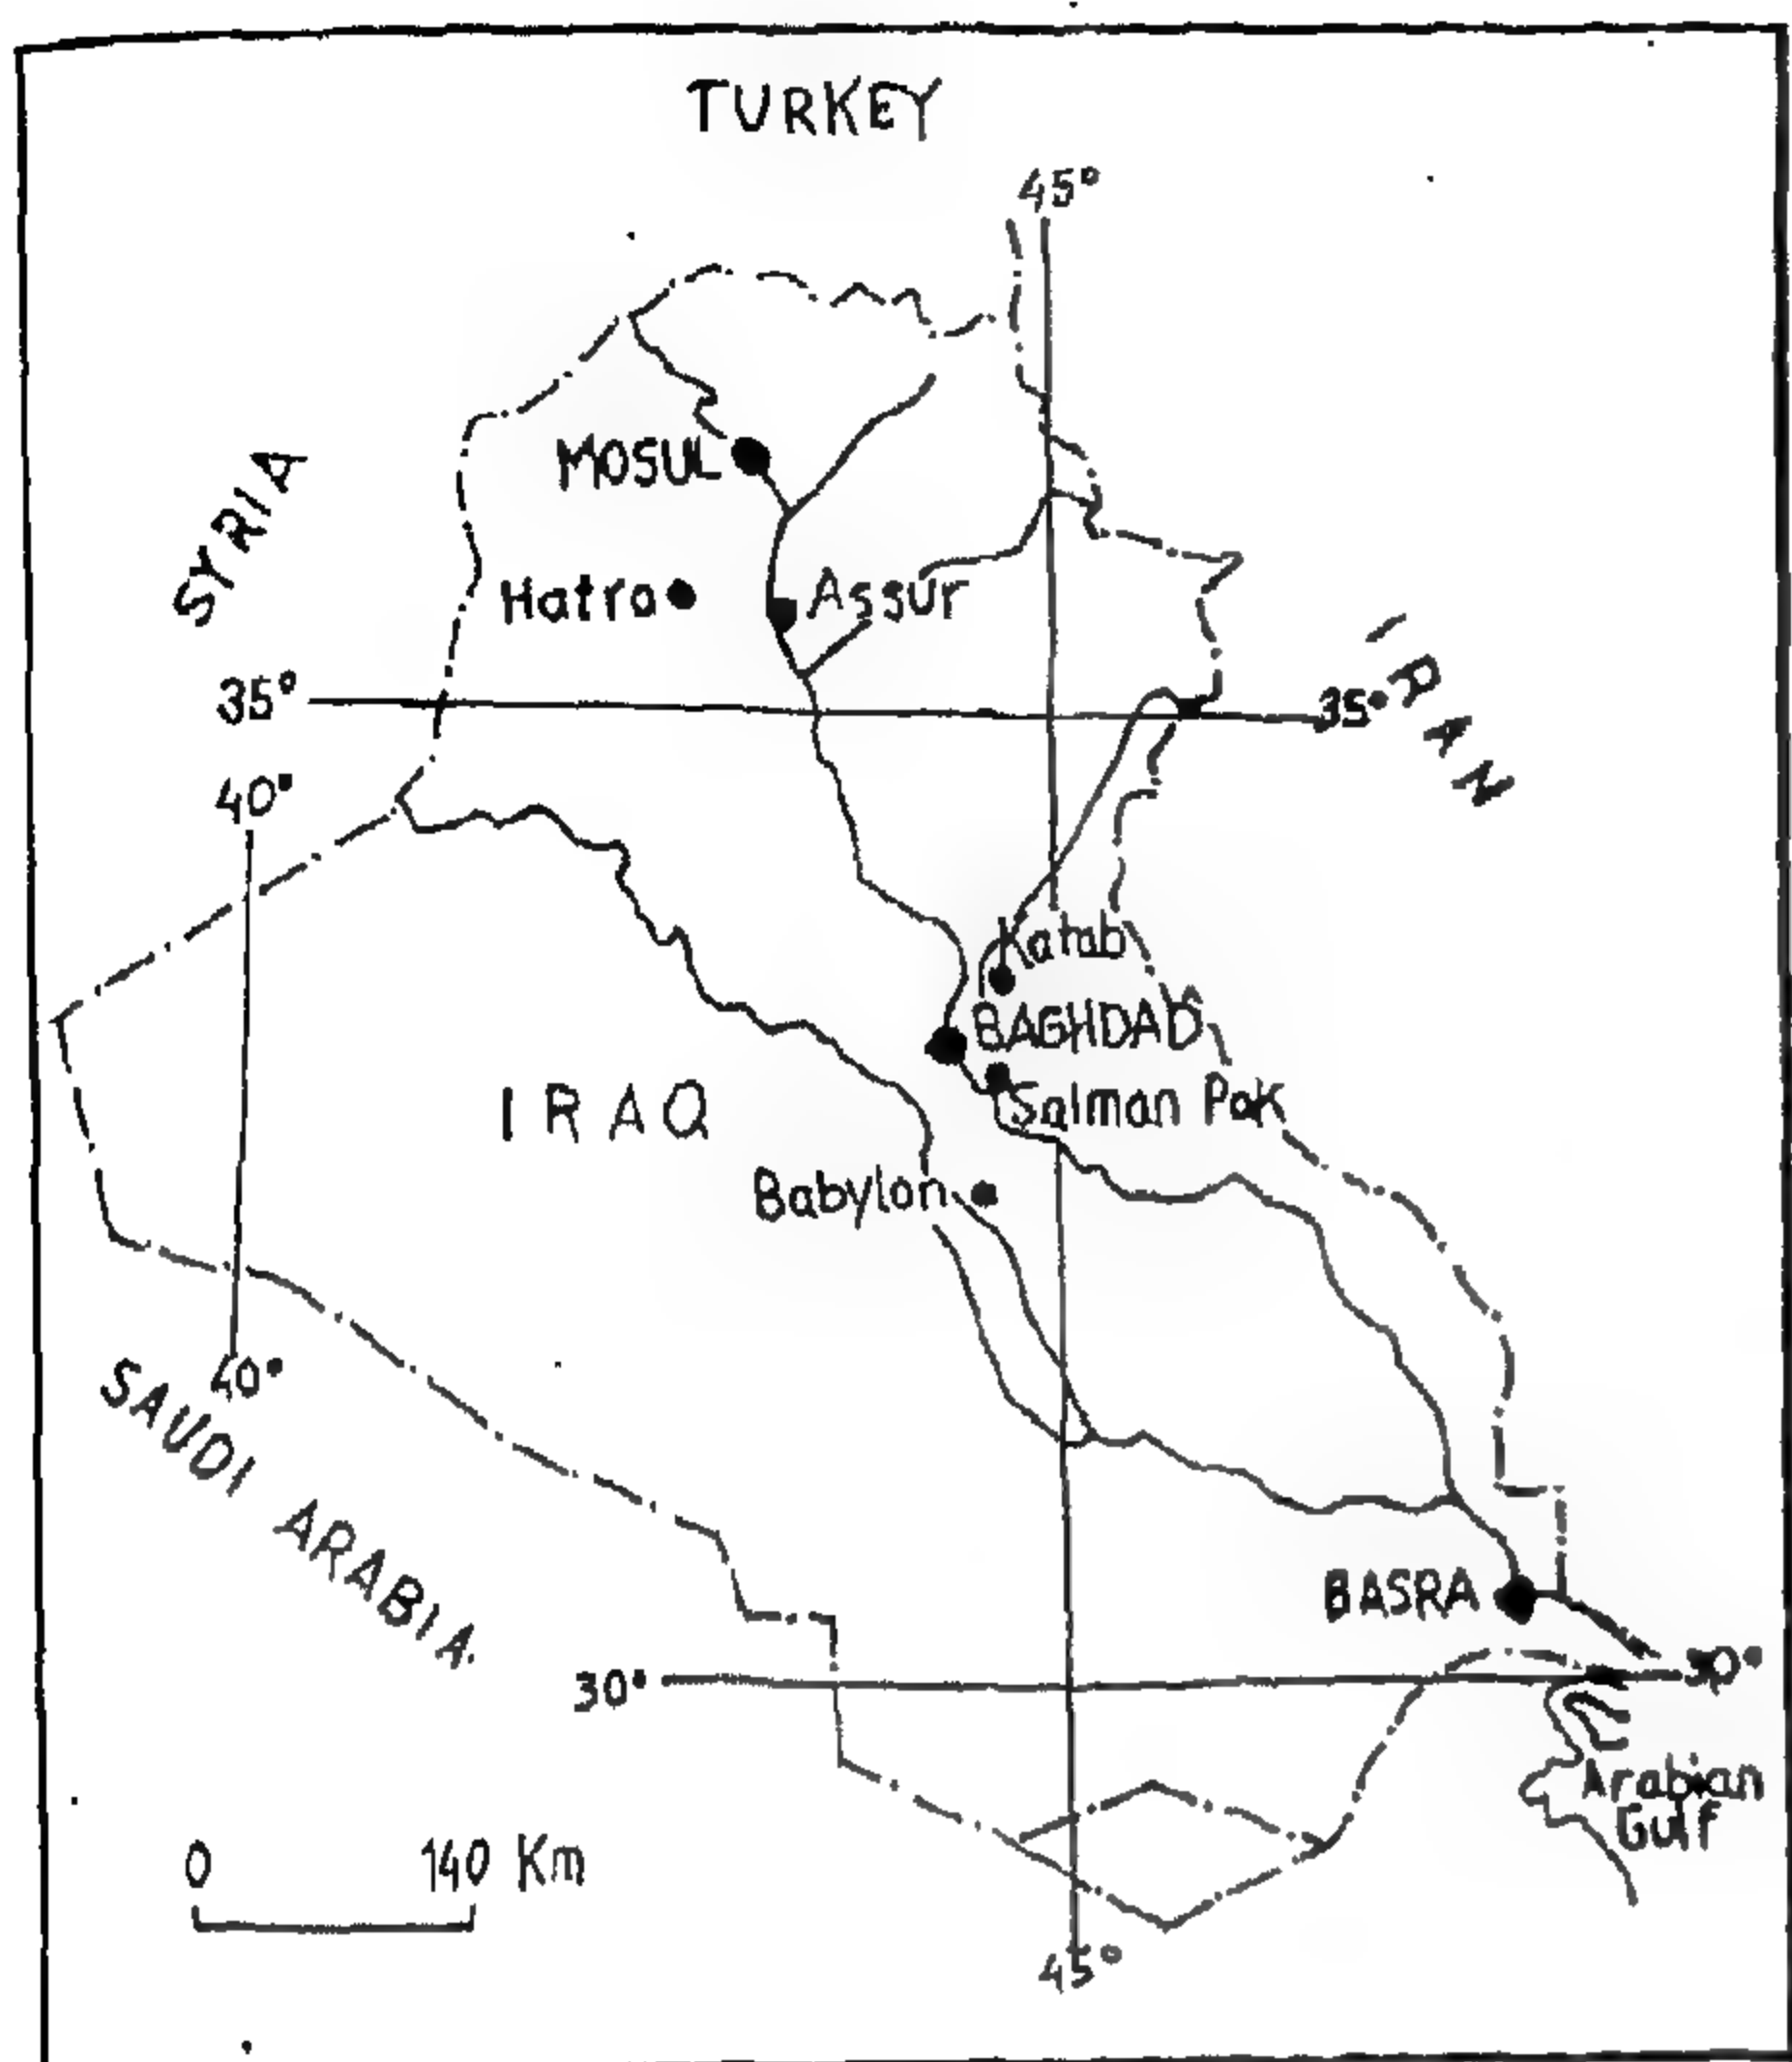 TURKEY
45°
SYRIA
MOSUL
Hatra
Assur
IRAN
35°
35°
40°
Katab
BAGHDAD
Salman Pak
IRAQ
Babylon
40°
SAUDI ARABIA
BASRA
30°
30°
Arabian
Gulf
0 140 Km
45°